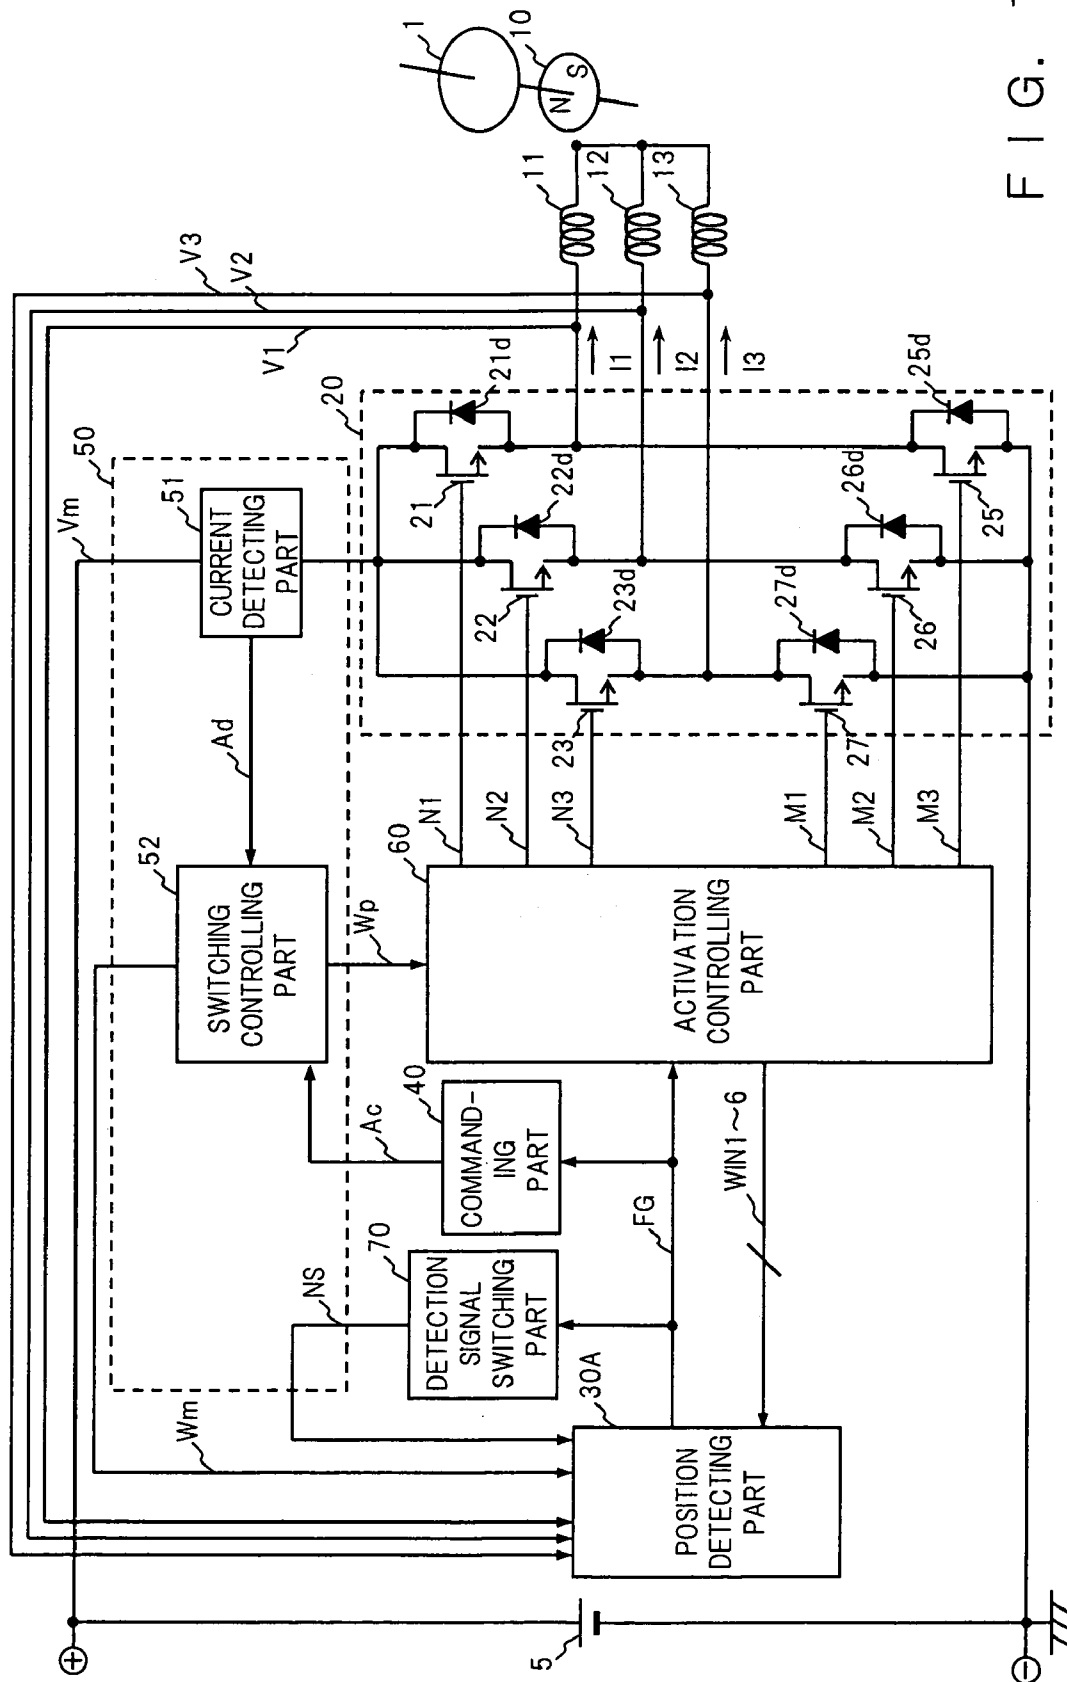 1
10
N S
11
12
13
V3
V2
V1
I1
I2
I3
20
21d
25d
50
Vm
51
CURRENT
DETECTING
PART
21
22d
26d
25
22
23d
27d
26
23
27
Ad
N1
N2
N3
M1
M2
M3
52
SWITCHING
CONTROLLING
PART
Wp
60
ACTIVATION
CONTROLLING
PART
Ac
40
COMMAND-
ING
PART
FG
WIN1~6
NS
70
DETECTION
SIGNAL
SWITCHING
PART
Wm
30A
POSITION
DETECTING
PART
5
+
−
FIG.